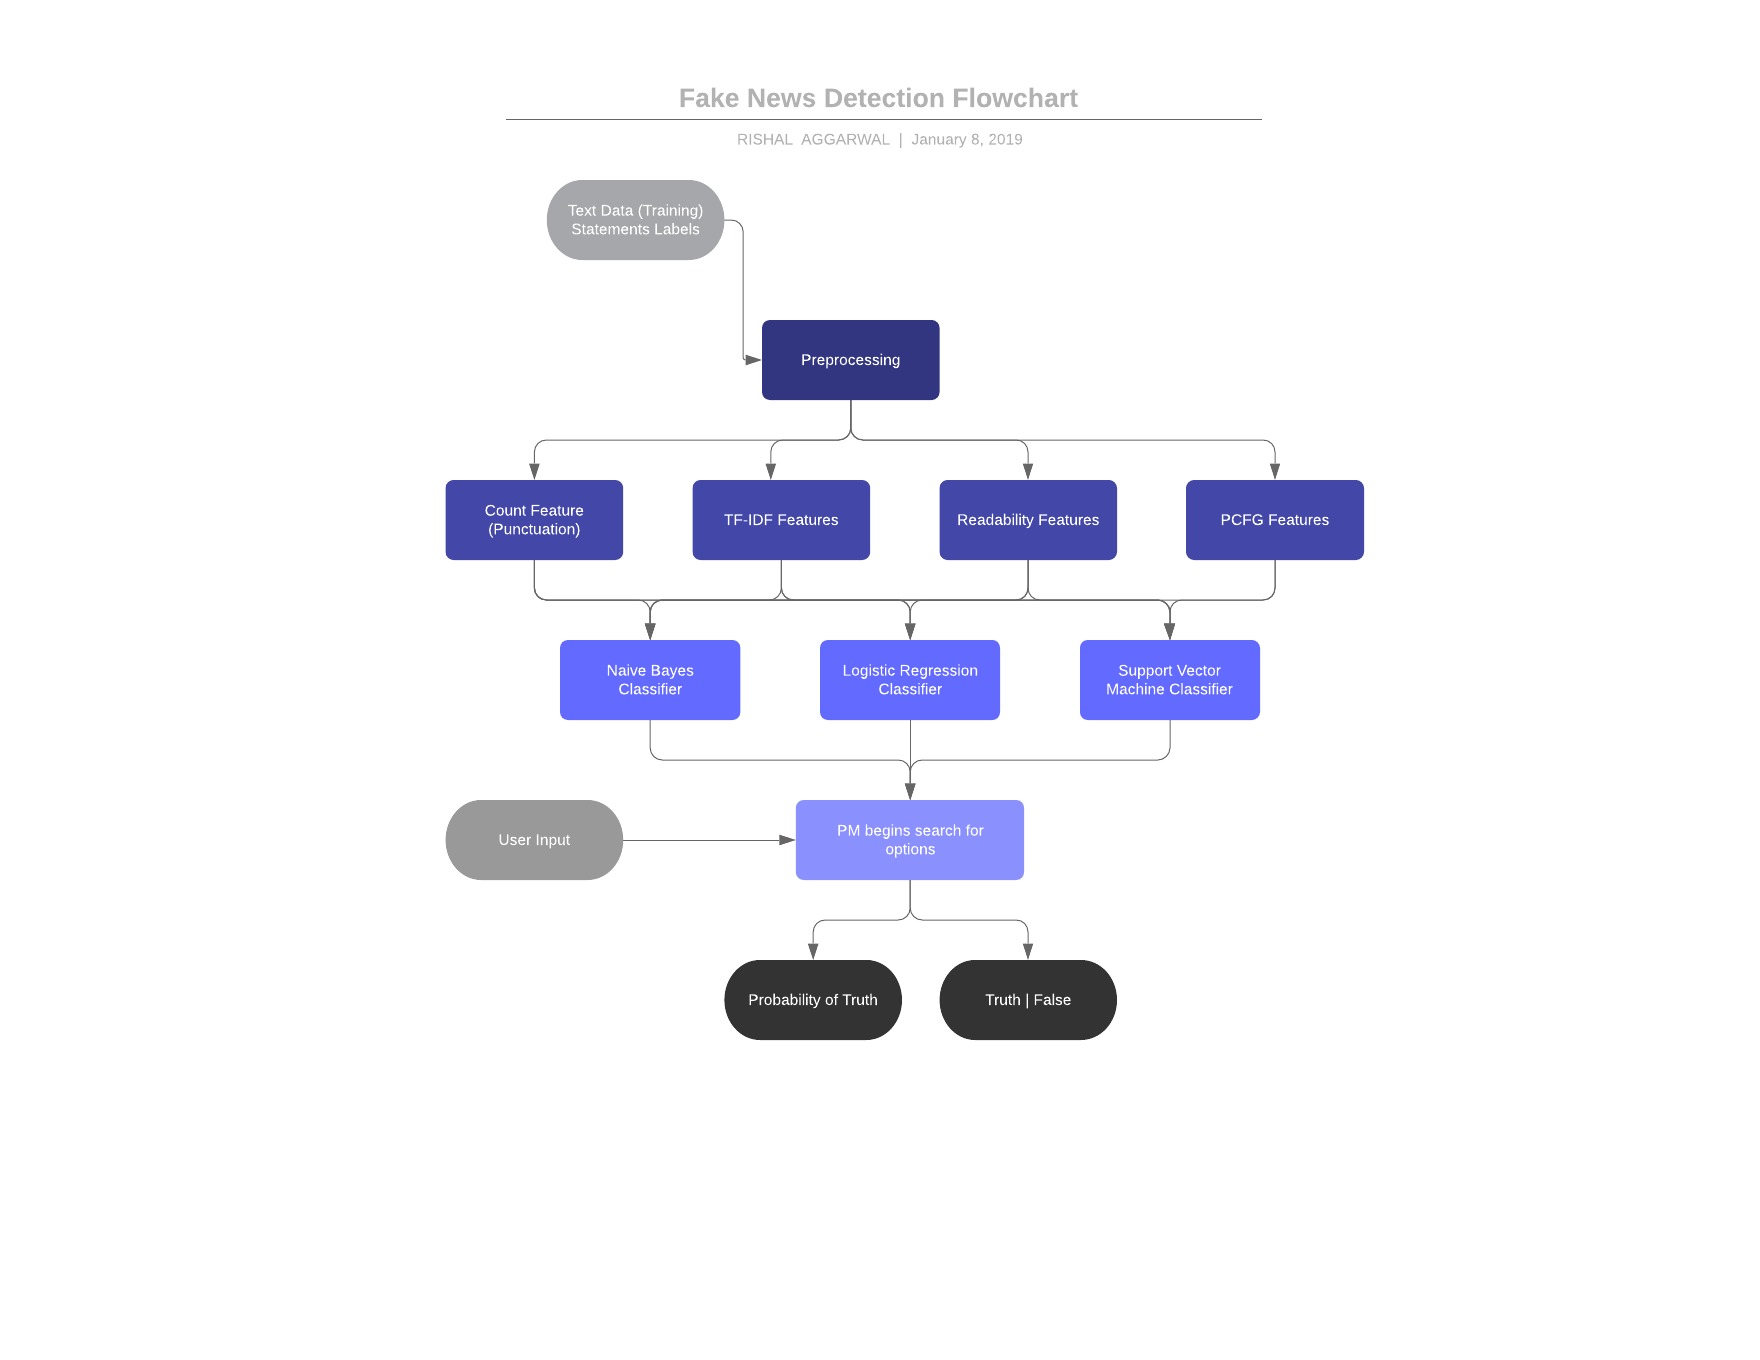 Fake News Detection Flowchart
RISHAL AGGARWAL | January 8, 2019
Text Data (Training)
Statements Labels
Preprocessing
Count Feature
(Punctuation)
TF-IDF Features
Readability Features
PCFG Features
Naive Bayes
Classifier
Logistic Regression
Classifier
Support Vector
Machine Classifier
User Input
PM begins search for
options
Probability of Truth
Truth | False